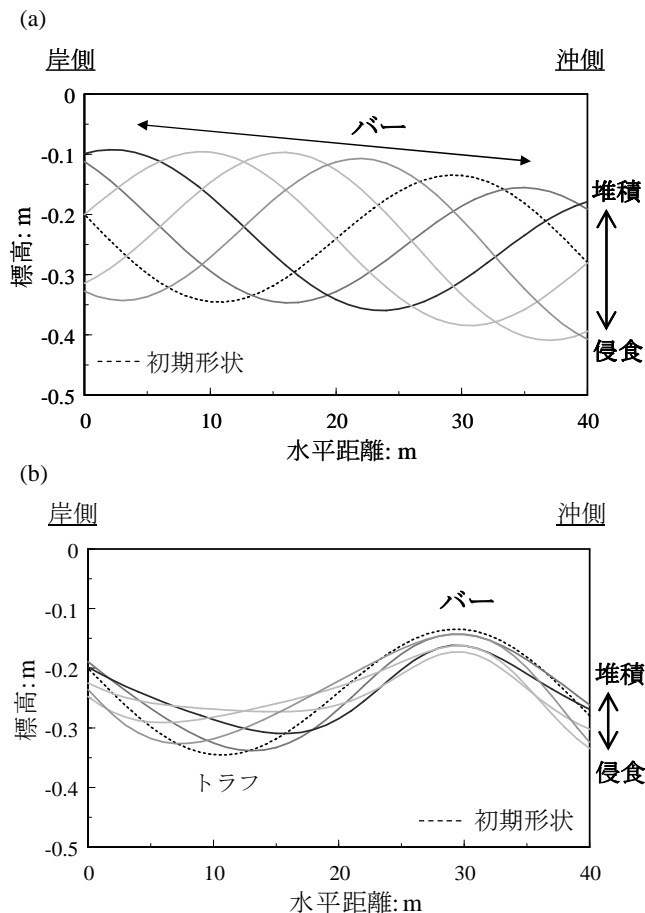 (a)
岸側
沖側
0
バー
-0.1
堆積
-0.2
標高: m
-0.3
-0.4
侵食
初期形状
-0.5
0
10
20
30
40
水平距離: m
(b)
岸側
沖側
0
バー
-0.1
-0.2
堆積
標高: m
-0.3
侵食
トラフ
-0.4
初期形状
-0.5
0
10
20
30
40
水平距離: m